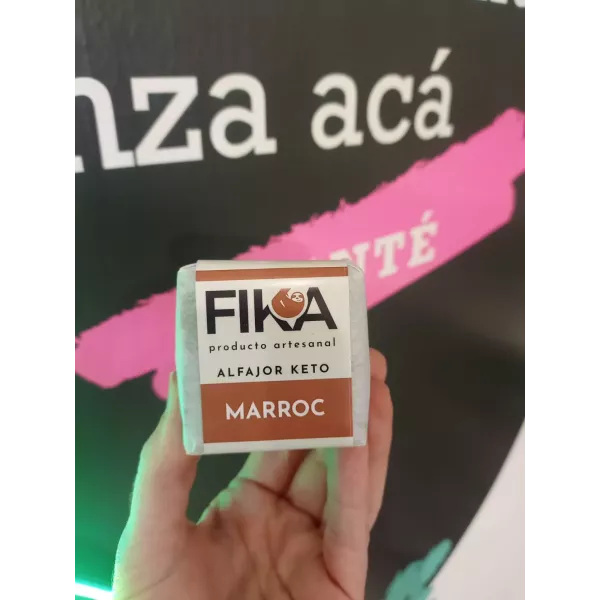 nza acá
NTÉ
FIKA
producto artesanal
ALFAJOR KETO
MARROC